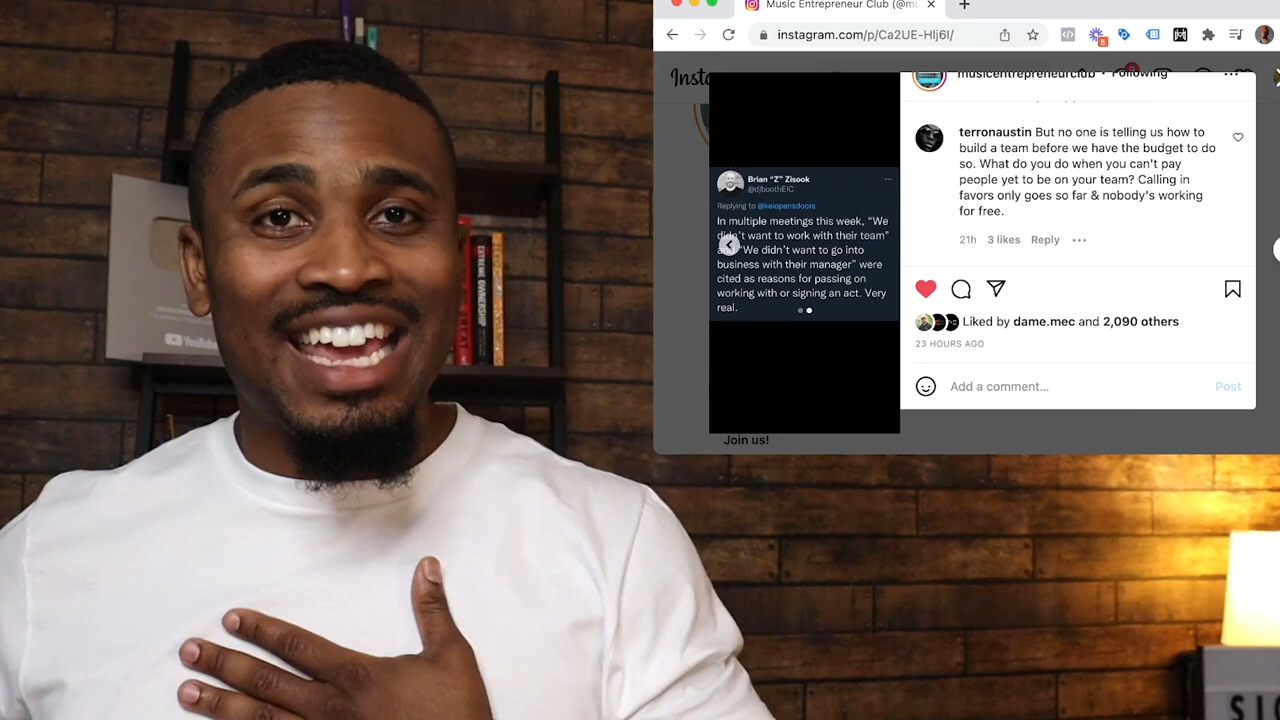 Music Entrepreneur Club (@mu
instagram.com/p/Ca2UE-HIj6I/
5
Insta
musicentrepreneurclub • Following
terronaustin But no one is telling us how to
build a team before we have the budget to do
so. What do you do when you can't pay
people yet to be on your team? Calling in
favors only goes so far & nobody's working
for free.
21h 3 likes Reply
Brian "Z" Zisook
@djboothEIC
Replying to @keiopensdoors
In multiple meetings this week, "We
didn't want to work with their team"
and "We didn't want to go into
business with their manager" were
cited as reasons for passing on
working with or signing an act. Very
real.
Liked by dame.mec and 2,090 others
23 HOURS AGO
Add a comment... Post
Join us!
YouTube
GREAT
EXTREME OWNERSHIP
SIG